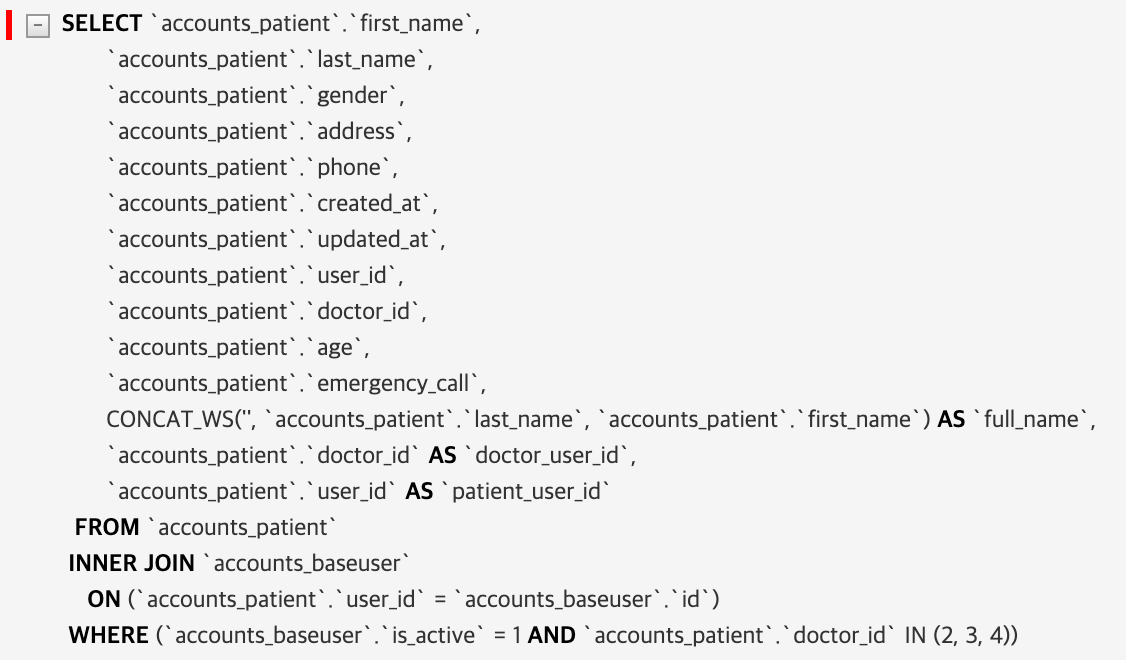 SELECT `accounts_patient`.`first_name`,
`accounts_patient`.`last_name`,
`accounts_patient`.`gender`,
`accounts_patient`.`address`,
`accounts_patient`.`phone`,
`accounts_patient`.`created_at`,
`accounts_patient`.`updated_at`,
`accounts_patient`.`user_id`,
`accounts_patient`.`doctor_id`,
`accounts_patient`.`age`,
`accounts_patient`.`emergency_call`,
CONCAT_WS('', `accounts_patient`.`last_name`, `accounts_patient`.`first_name`) AS `full_name`,
`accounts_patient`.`doctor_id` AS `doctor_user_id`,
`accounts_patient`.`user_id` AS `patient_user_id`
FROM `accounts_patient`
INNER JOIN `accounts_baseuser`
ON (`accounts_patient`.`user_id` = `accounts_baseuser`.`id`)
WHERE (`accounts_baseuser`.`is_active` = 1 AND `accounts_patient`.`doctor_id` IN (2, 3, 4))